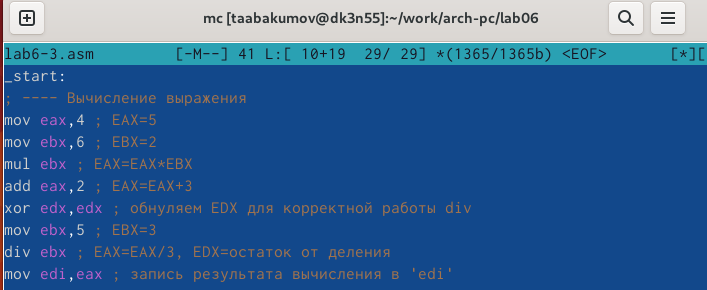 mc [taabakumov@dk3n55]:~/work/arch-pc/lab06
lab6-3.asm [-M--] 41 L:[ 10+19 29/ 29] *(1365/1365b) <EOF> [*][
_start:
; ---- Вычисление выражения
mov eax,4 ; EAX=5
mov ebx,6 ; EBX=2
mul ebx ; EAX=EAX*EBX
add eax,2 ; EAX=EAX+3
xor edx,edx ; обнуляем EDX для корректной работы div
mov ebx,5 ; EBX=3
div ebx ; EAX=EAX/3, EDX=остаток от деления
mov edi,eax ; запись результата вычисления в 'edi'